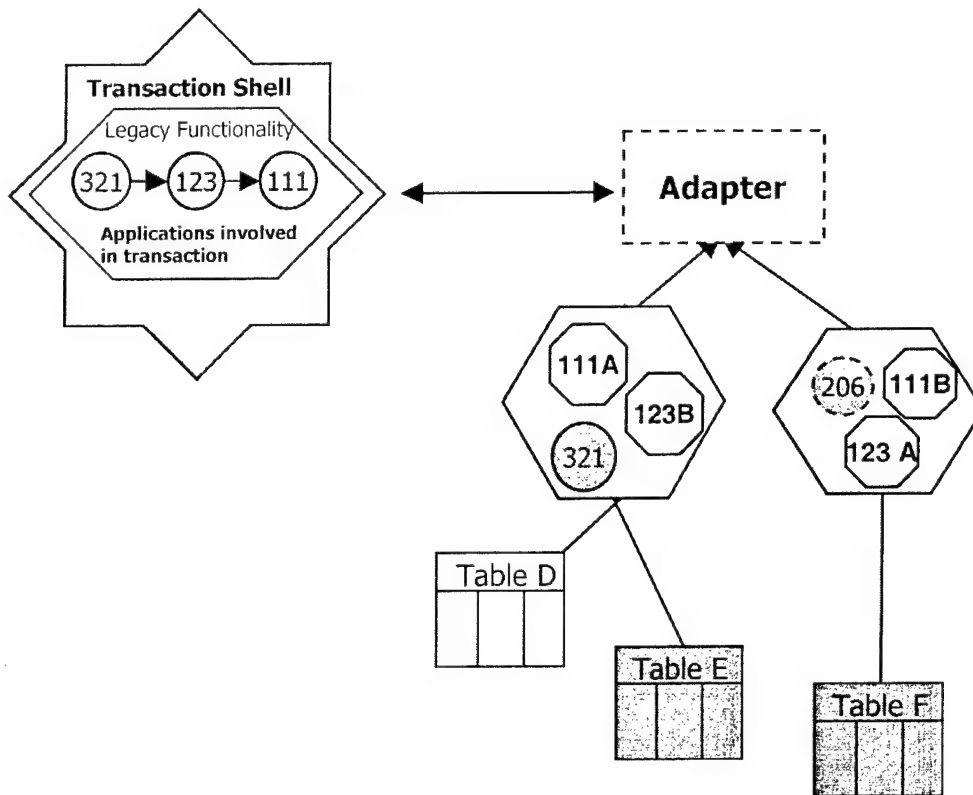 Transaction Shell
Legacy Functionality
321 123 111
Applications involved
in transaction
Adapter
111A
123B
321
206
111B
123 A
Table D
Table E
Table F